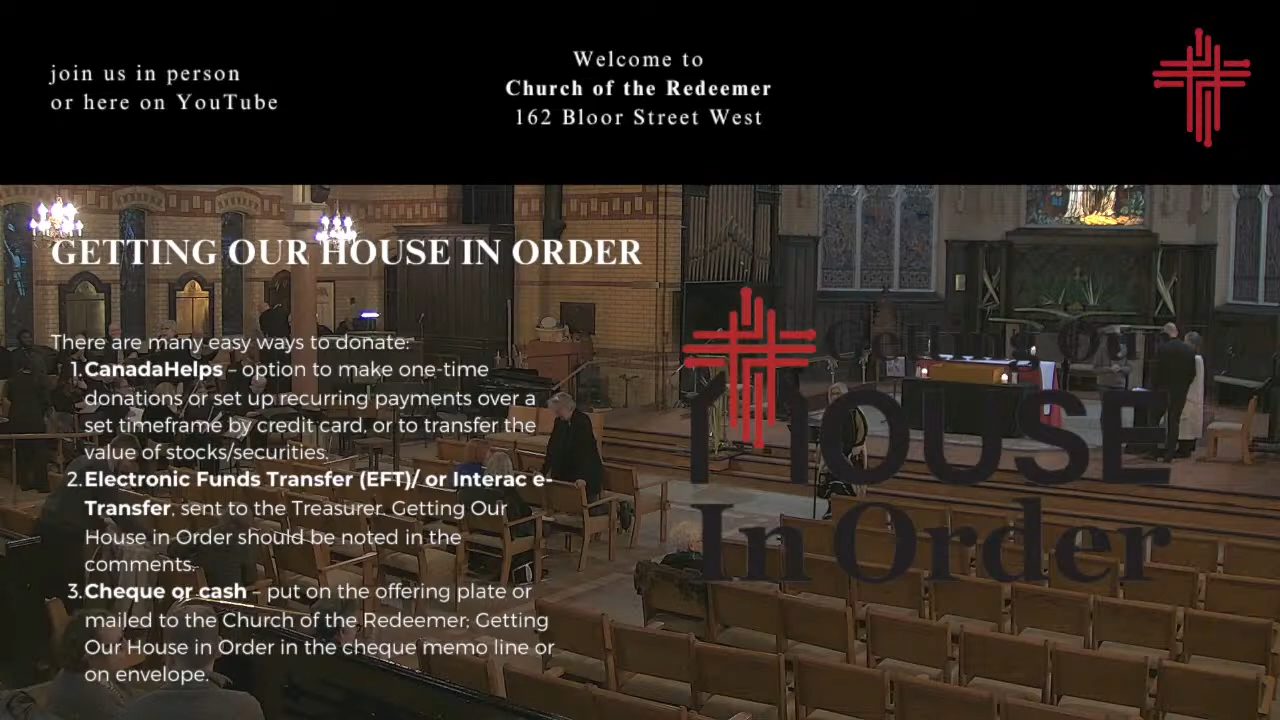 join us in person
or here on YouTube
Welcome to
Church of the Redeemer
162 Bloor Street West
GETTING OUR HOUSE IN ORDER
There are many easy ways to donate:
1. CanadaHelps – option to make one-time
donations or set up recurring payments over a
set timeframe by credit card, or to transfer the
value of stocks/securities.
2. Electronic Funds Transfer (EFT)/ or Interac e-
Transfer, sent to the Treasurer. Getting Our
House in Order should be noted in the
comments.
3. Cheque or cash – put on the offering plate or
mailed to the Church of the Redeemer; Getting
Our House in Order in the cheque memo line or
on envelope.
Getting Our
HOUSE
In Order